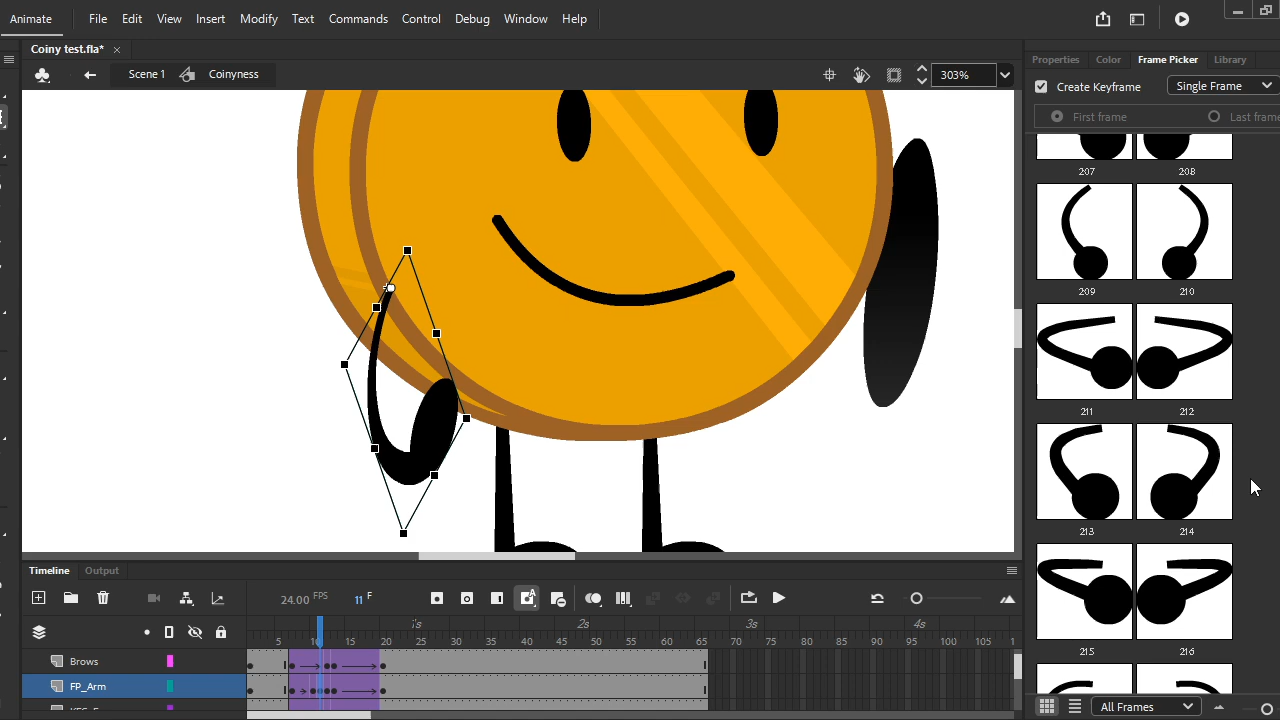 Animate File Edit View Insert Modify Text Commands Control Debug Window Help
Coiny test.fla*
Scene 1 Coinyness 303%
Properties Color Frame Picker Library
Create Keyframe Single Frame
First frame Last frame
207 208
209 210
211 212
213 214
215 216
All Frames
Timeline Output
24.00 FPS 11 F
1s 2s 3s 4s
5 10 15 20 25 30 35 40 45 50 55 60 65 70 75 80 85 90 95 100 105
Brows
FP_Arm